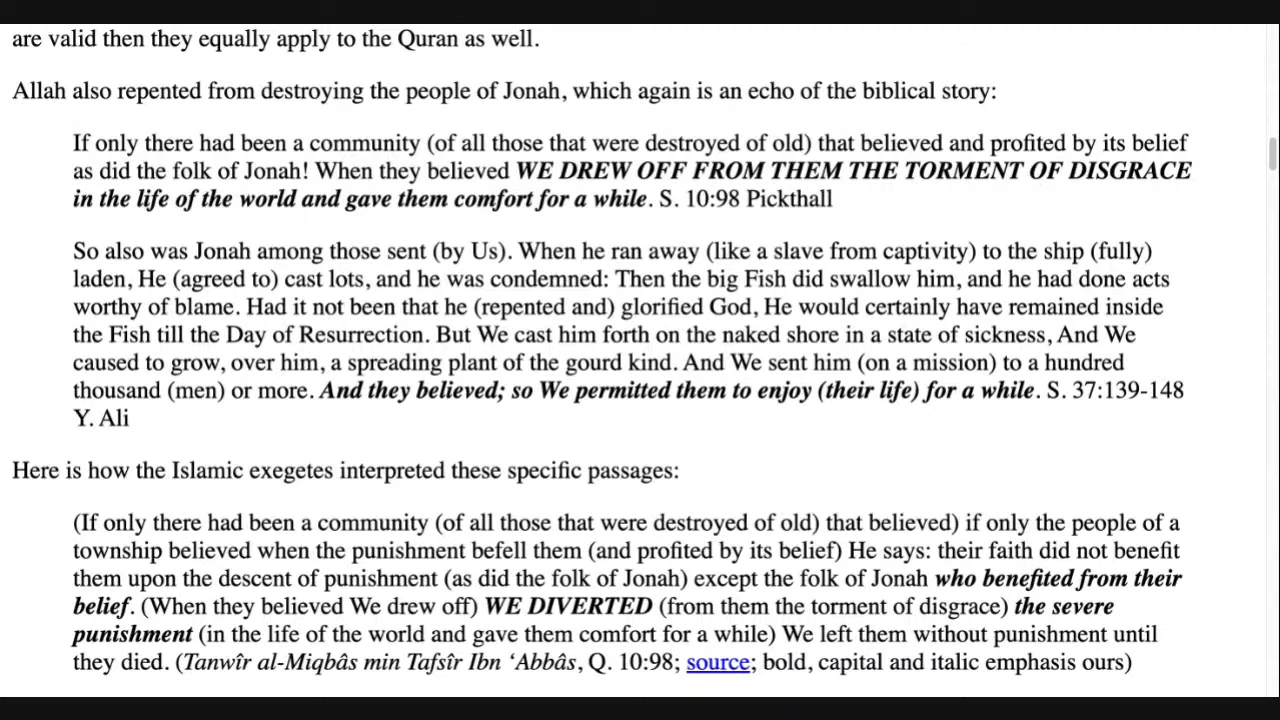 are valid then they equally apply to the Quran as well.
Allah also repented from destroying the people of Jonah, which again is an echo of the biblical story:
If only there had been a community (of all those that were destroyed of old) that believed and profited by its belief
as did the folk of Jonah! When they believed WE DREW OFF FROM THEM THE TORMENT OF DISGRACE
in the life of the world and gave them comfort for a while. S. 10:98 Pickthall
So also was Jonah among those sent (by Us). When he ran away (like a slave from captivity) to the ship (fully)
laden, He (agreed to) cast lots, and he was condemned: Then the big Fish did swallow him, and he had done acts
worthy of blame. Had it not been that he (repented and) glorified God, He would certainly have remained inside
the Fish till the Day of Resurrection. But We cast him forth on the naked shore in a state of sickness, And We
caused to grow, over him, a spreading plant of the gourd kind. And We sent him (on a mission) to a hundred
thousand (men) or more. And they believed; so We permitted them to enjoy (their life) for a while. S. 37:139-148
Y. Ali
Here is how the Islamic exegetes interpreted these specific passages:
(If only there had been a community (of all those that were destroyed of old) that believed) if only the people of a
township believed when the punishment befell them (and profited by its belief) He says: their faith did not benefit
them upon the descent of punishment (as did the folk of Jonah) except the folk of Jonah who benefited from their
belief. (When they believed We drew off) WE DIVERTED (from them the torment of disgrace) the severe
punishment (in the life of the world and gave them comfort for a while) We left them without punishment until
they died. (Tanwîr al-Miqbâs min Tafsîr Ibn ‘Abbâs, Q. 10:98; source; bold, capital and italic emphasis ours)